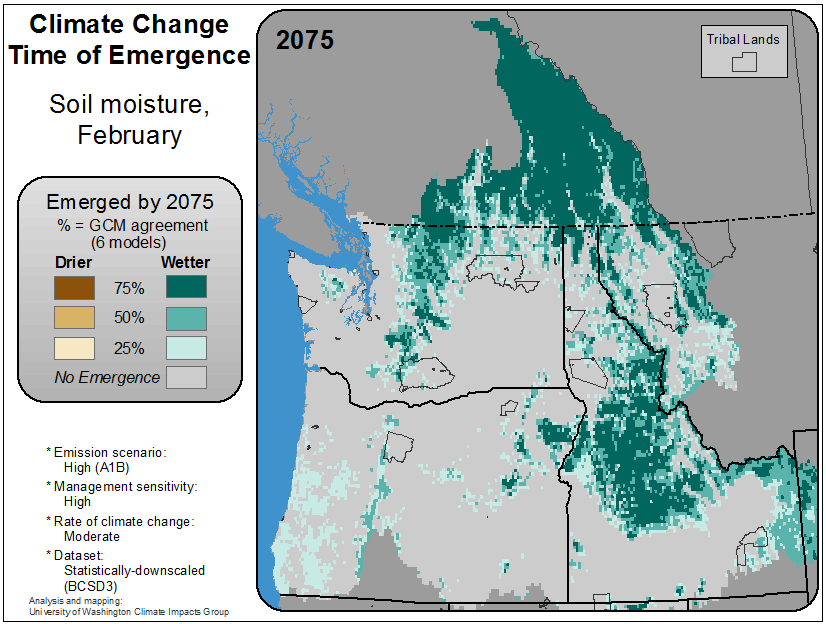 Climate Change
Time of Emergence
Soil moisture,
February
Emerged by 2075
% = GCM agreement
(6 models)
Drier Wetter
75%
50%
25%
No Emergence
* Emission scenario:
High (A1B)
* Management sensitivity:
High
* Rate of climate change:
Moderate
* Dataset:
Statistically-downscaled
(BCSD3)
Analysis and mapping:
University of Washington Climate Impacts Group
2075
Tribal Lands